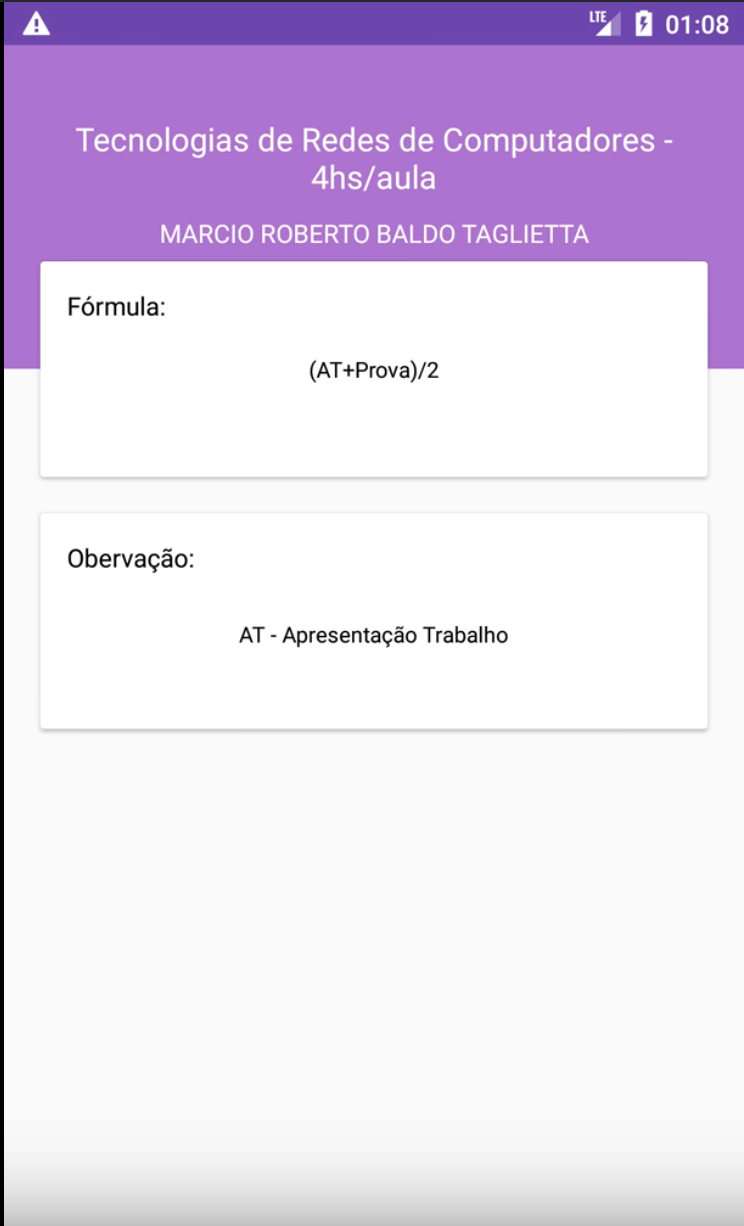 LTE 01:08
Tecnologias de Redes de Computadores -
4hs/aula
MARCIO ROBERTO BALDO TAGLIETTA
Fórmula:
(AT+Prova)/2
Obervação:
AT - Apresentação Trabalho